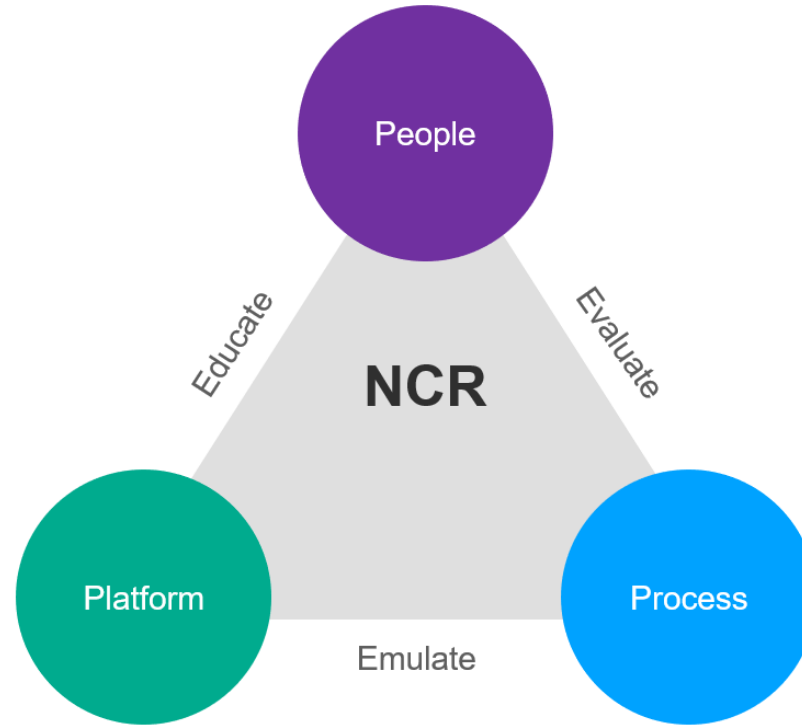 People
Educate
Evaluate
NCR
Platform
Process
Emulate